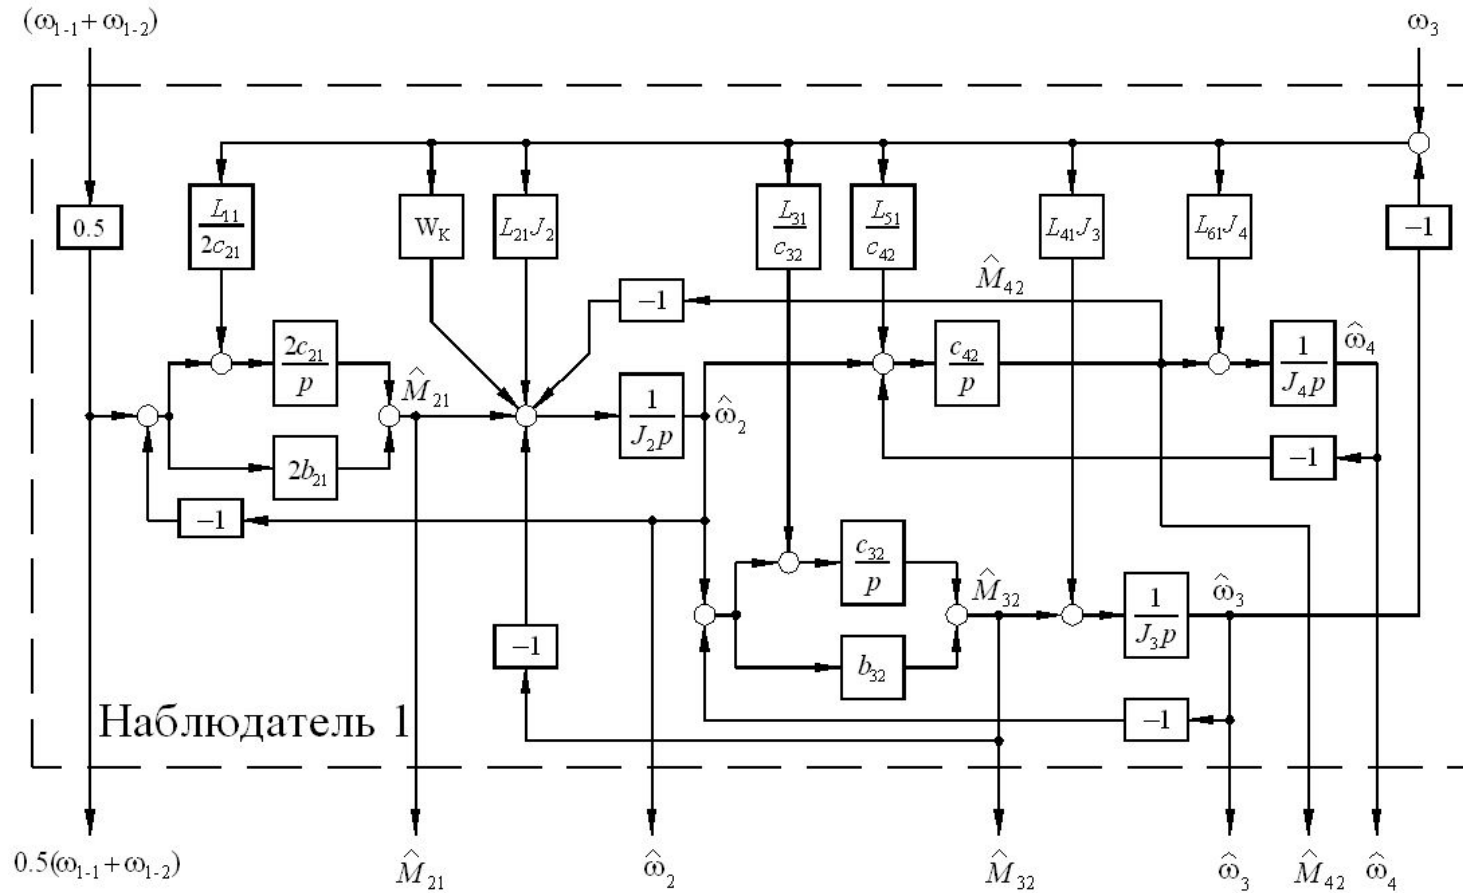 (ω₁₋₁+ω₁₋₂) ω₃
0.5 L₁₁/2c₂₁ W_K L₂₁J₂ L₃₁/c₃₂ L₅₁/c₄₂ L₄₁J₃ L₆₁J₄ −1
−1 M̂₄₂
2c₂₁/p M̂₂₁ c₄₂/p 1/J₄p ω̂₄
1/J₂p ω̂₂
2b₂₁ −1
−1
c₃₂/p M̂₃₂ 1/J₃p ω̂₃
−1 b₃₂
Наблюдатель 1 −1
0.5(ω₁₋₁+ω₁₋₂) M̂₂₁ ω̂₂ M̂₃₂ ω̂₃ M̂₄₂ ω̂₄